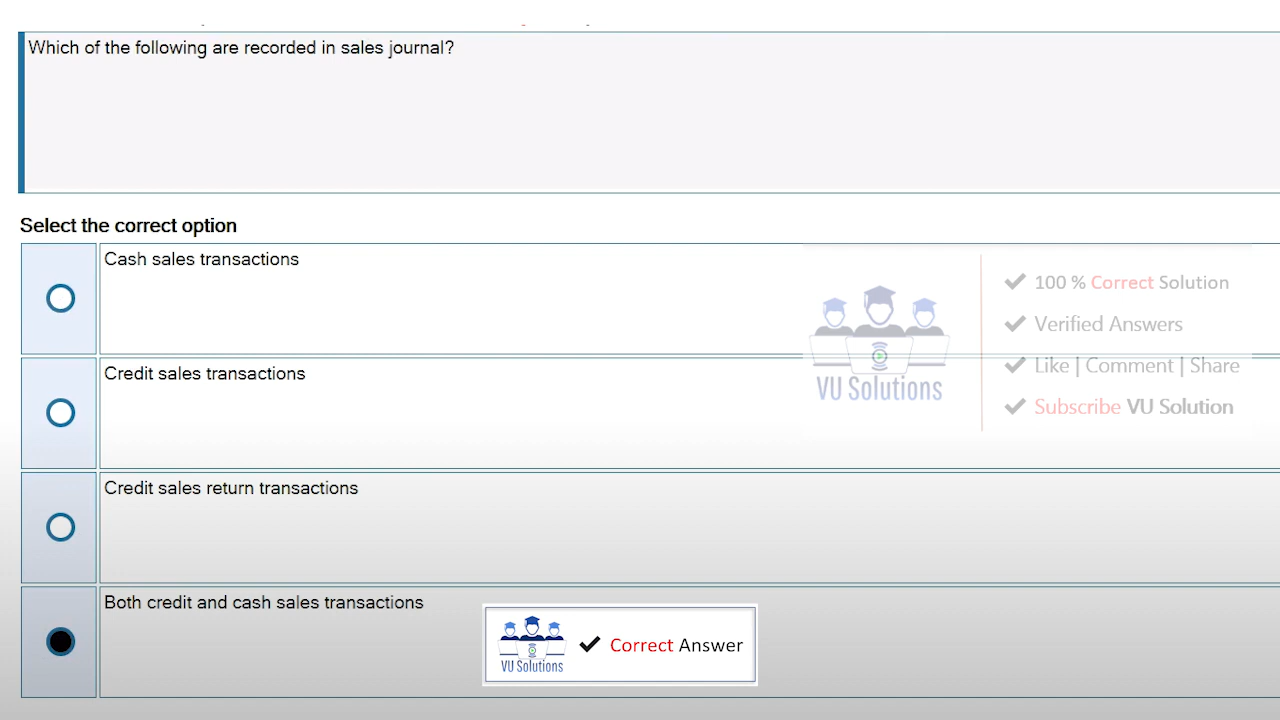 Which of the following are recorded in sales journal?
Select the correct option
Cash sales transactions
100 % Correct Solution
Verified Answers
Credit sales transactions
Like | Comment | Share
VU Solutions
Subscribe VU Solution
Credit sales return transactions
Both credit and cash sales transactions
VU Solutions
Correct Answer